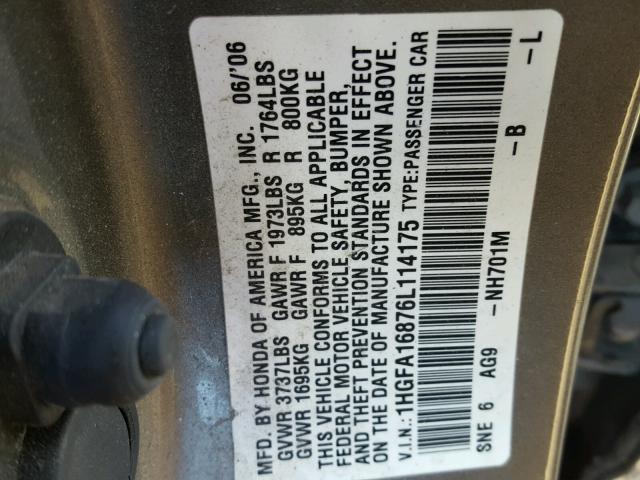 MFD. BY HONDA OF AMERICA MFG., INC. 06/'06
GVWR 3737LBS GAWR F 1973LBS R 1764LBS
GVWR 1695KG GAWR F 895KG R 800KG
THIS VEHICLE CONFORMS TO ALL APPLICABLE
FEDERAL MOTOR VEHICLE SAFETY, BUMPER,
AND THEFT PREVENTION STANDARDS IN EFFECT
ON THE DATE OF MANUFACTURE SHOWN ABOVE.
V.I.N.: 1HGFA16876L114175 TYPE:PASSENGER CAR
SNE 6 AG9 -NH701M -B -L